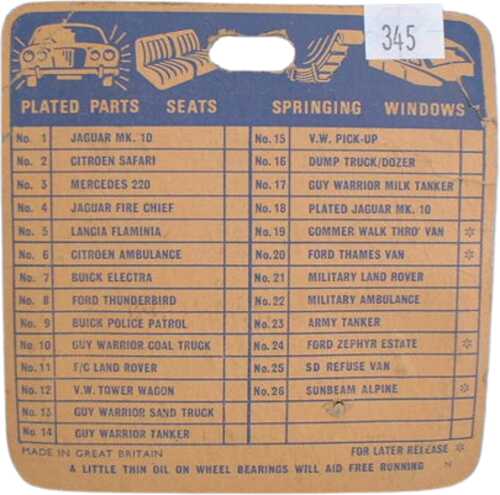 345
PLATED PARTS SEATS SPRINGING WINDOWS
No. 1 JAGUAR MK. 10
No. 2 CITROEN SAFARI
No. 3 MERCEDES 220
No. 4 JAGUAR FIRE CHIEF
No. 5 LANCIA FLAMINIA
No. 6 CITROEN AMBULANCE
No. 7 BUICK ELECTRA
No. 8 FORD THUNDERBIRD
No. 9 BUICK POLICE PATROL
No. 10 GUY WARRIOR COAL TRUCK
No. 11 F/C LAND ROVER
No. 12 V.W. TOWER WAGON
No. 13 GUY WARRIOR SAND TRUCK
No. 14 GUY WARRIOR TANKER
No. 15 V.W. PICK-UP
No. 16 DUMP TRUCK/DOZER
No. 17 GUY WARRIOR MILK TANKER
No. 18 PLATED JAGUAR MK. 10
No. 19 COMMER WALK THRO' VAN *
No. 20 FORD THAMES VAN *
No. 21 MILITARY LAND ROVER
No. 22 MILITARY AMBULANCE
No. 23 ARMY TANKER
No. 24 FORD ZEPHYR ESTATE *
No. 25 SD REFUSE VAN
No. 26 SUNBEAM ALPINE *
MADE IN GREAT BRITAIN FOR LATER RELEASE *
A LITTLE THIN OIL ON WHEEL BEARINGS WILL AID FREE RUNNING N